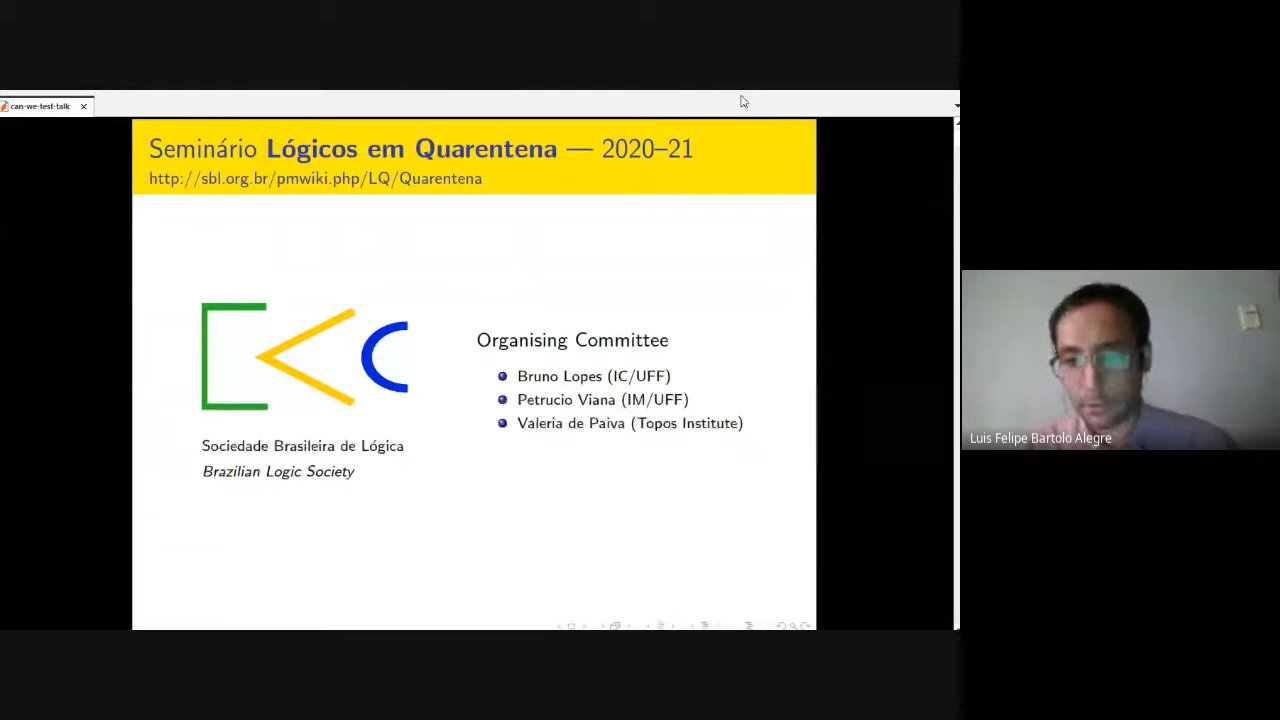 can-we-test-talk
Seminário Lógicos em Quarentena — 2020–21
http://sbl.org.br/pmwiki.php/LQ/Quarentena
Organising Committee
Bruno Lopes (IC/UFF)
Petrucio Viana (IM/UFF)
Valeria de Paiva (Topos Institute)
Sociedade Brasileira de Lógica
Brazilian Logic Society
Luis Felipe Bartolo Alegre